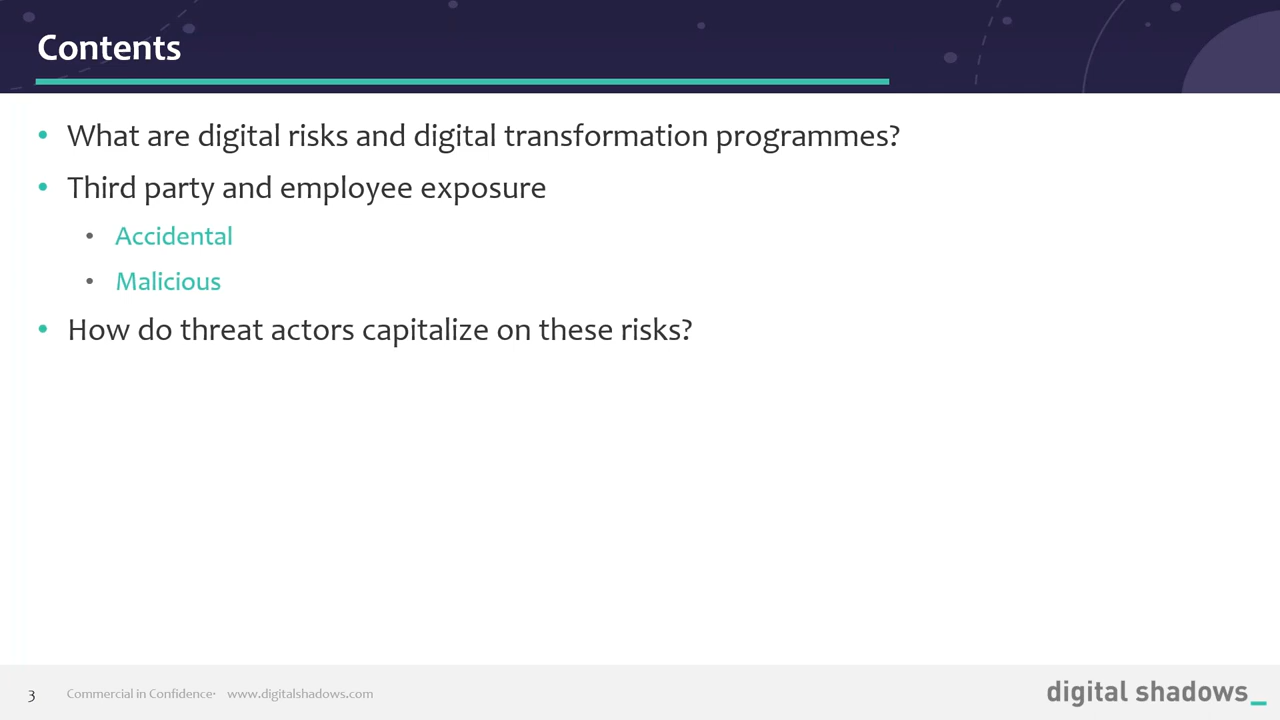 Contents
• What are digital risks and digital transformation programmes?
• Third party and employee exposure
• Accidental
• Malicious
• How do threat actors capitalize on these risks?
3 Commercial in Confidence· www.digitalshadows.com
digital shadows_